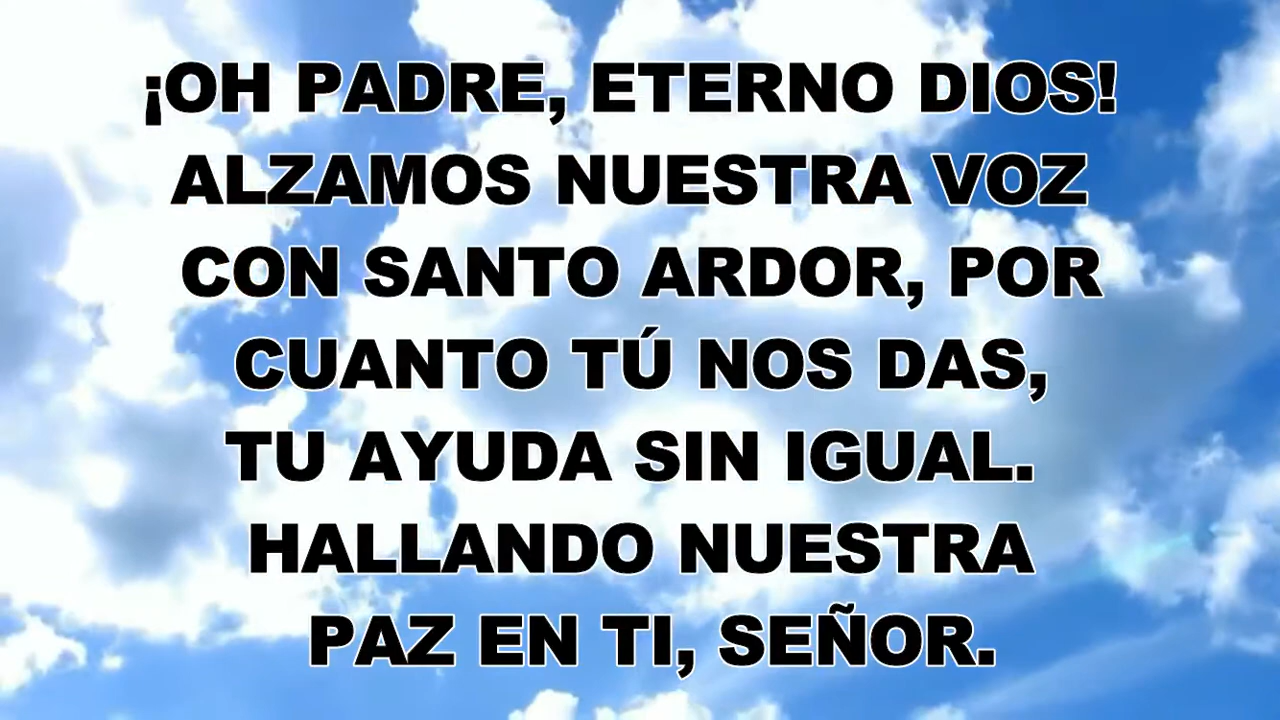 ¡OH PADRE, ETERNO DIOS!
ALZAMOS NUESTRA VOZ
CON SANTO ARDOR, POR
CUANTO TÚ NOS DAS,
TU AYUDA SIN IGUAL.
HALLANDO NUESTRA
PAZ EN TI, SEÑOR.